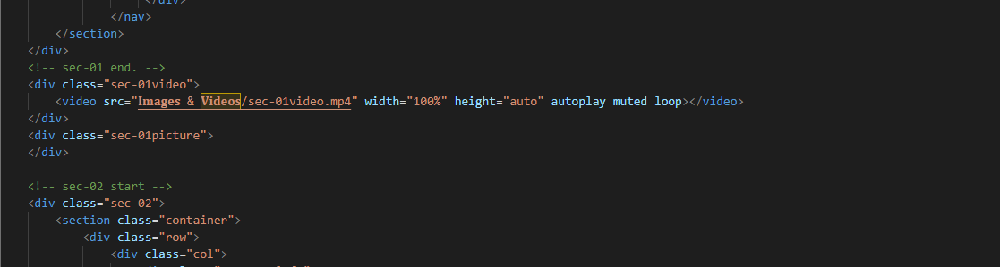 </div>
</nav>
</section>
</div>
<!-- sec-01 end. -->
<div class="sec-01video">
<video src="Images & Videos/sec-01video.mp4" width="100%" height="auto" autoplay muted loop></video>
</div>
<div class="sec-01picture">
</div>
<!-- sec-02 start -->
<div class="sec-02">
<section class="container">
<div class="row">
<div class="col">